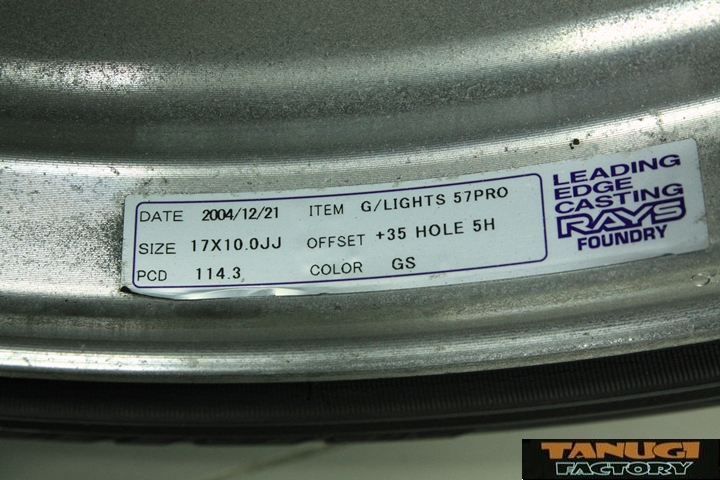 DATE 2004/12/21 ITEM G/LIGHTS 57PRO
SIZE 17X10.0JJ OFFSET +35 HOLE 5H
PCD 114.3 COLOR GS
LEADING
EDGE
CASTING
RAYS
FOUNDRY
TANUGI
FACTORY